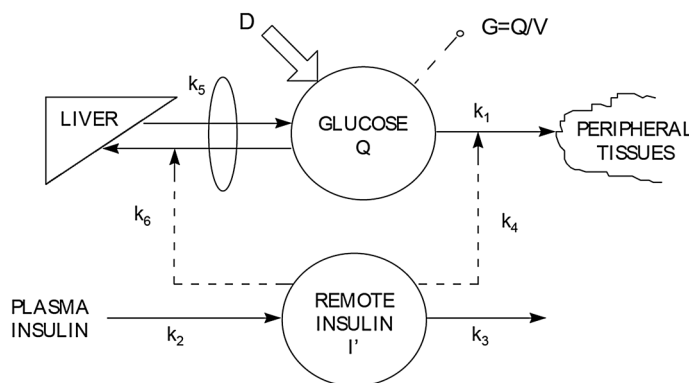 D
G=Q/V
k5
LIVER
GLUCOSE
Q
k1
PERIPHERAL
TISSUES
k6
k4
PLASMA
INSULIN
k2
REMOTE
INSULIN
I'
k3